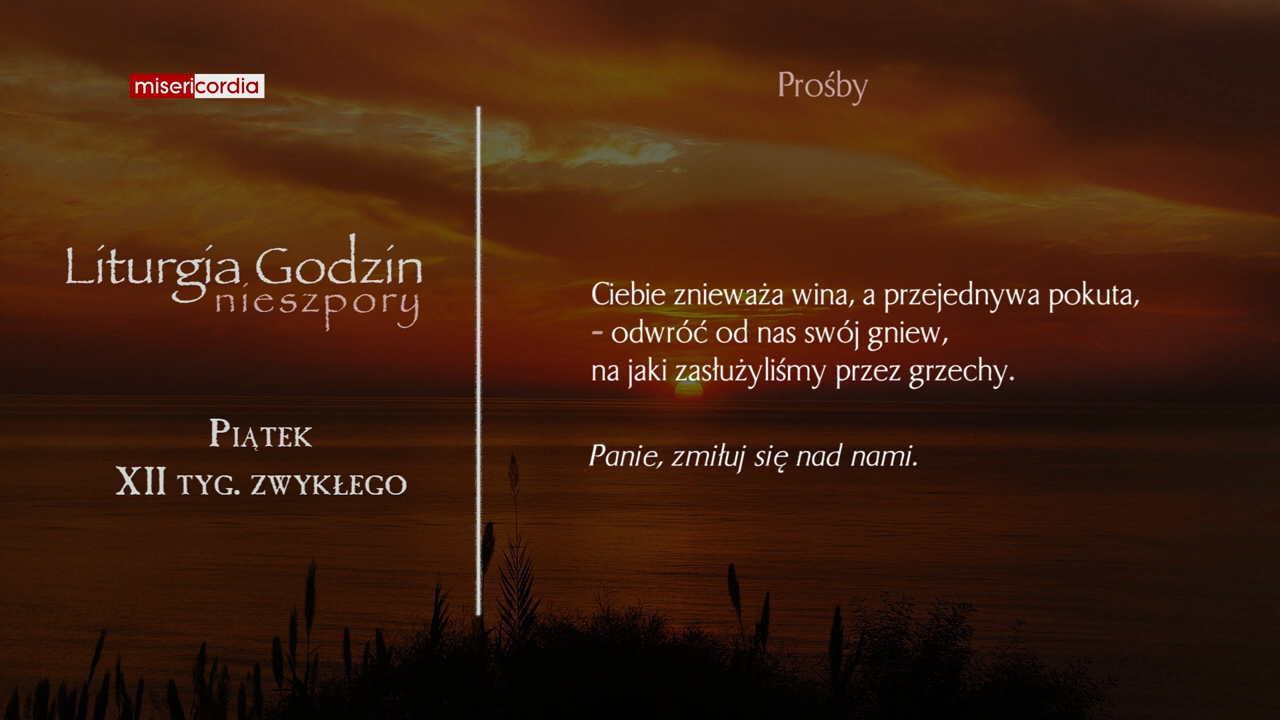 misericordia
Prośby
Liturgia Godzin
nieszpory
Piątek
XII tyg. zwykłego
Ciebie znieważa wina, a przejednywa pokuta,
- odwróć od nas swój gniew,
na jaki zasłużyliśmy przez grzechy.
Panie, zmiłuj się nad nami.